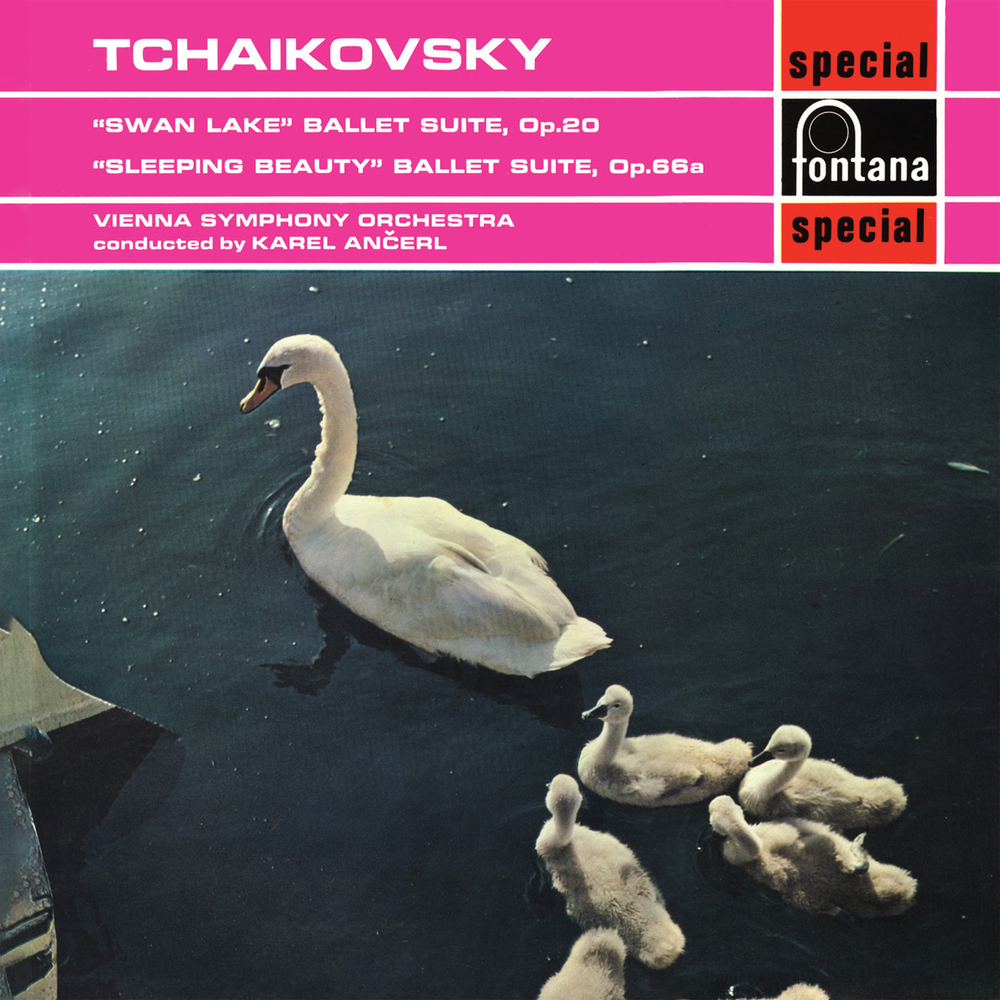 TCHAIKOVSKY
“SWAN LAKE” BALLET SUITE, Op.20
“SLEEPING BEAUTY” BALLET SUITE, Op.66a
VIENNA SYMPHONY ORCHESTRA
conducted by KAREL ANČERL
special
fontana
special